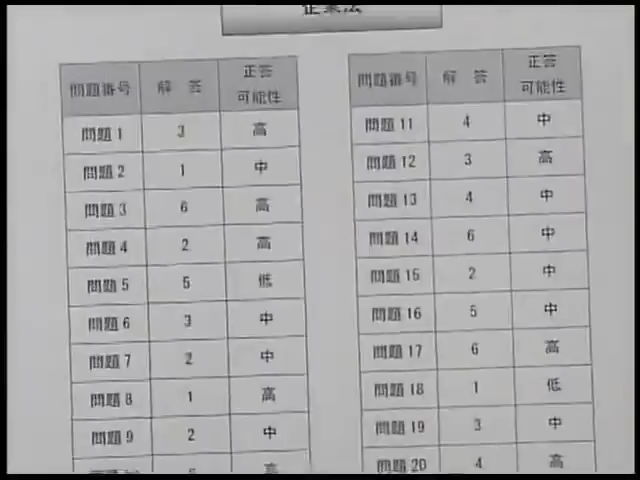 企業法
問題番号 解答 正答可能性
問題1 3 高
問題2 1 中
問題3 6 高
問題4 2 高
問題5 5 低
問題6 3 中
問題7 2 中
問題8 1 高
問題9 2 中
問題番号 解答 正答可能性
問題11 4 中
問題12 3 高
問題13 4 中
問題14 6 中
問題15 2 中
問題16 5 中
問題17 6 高
問題18 1 低
問題19 3 中
問題20 4 高